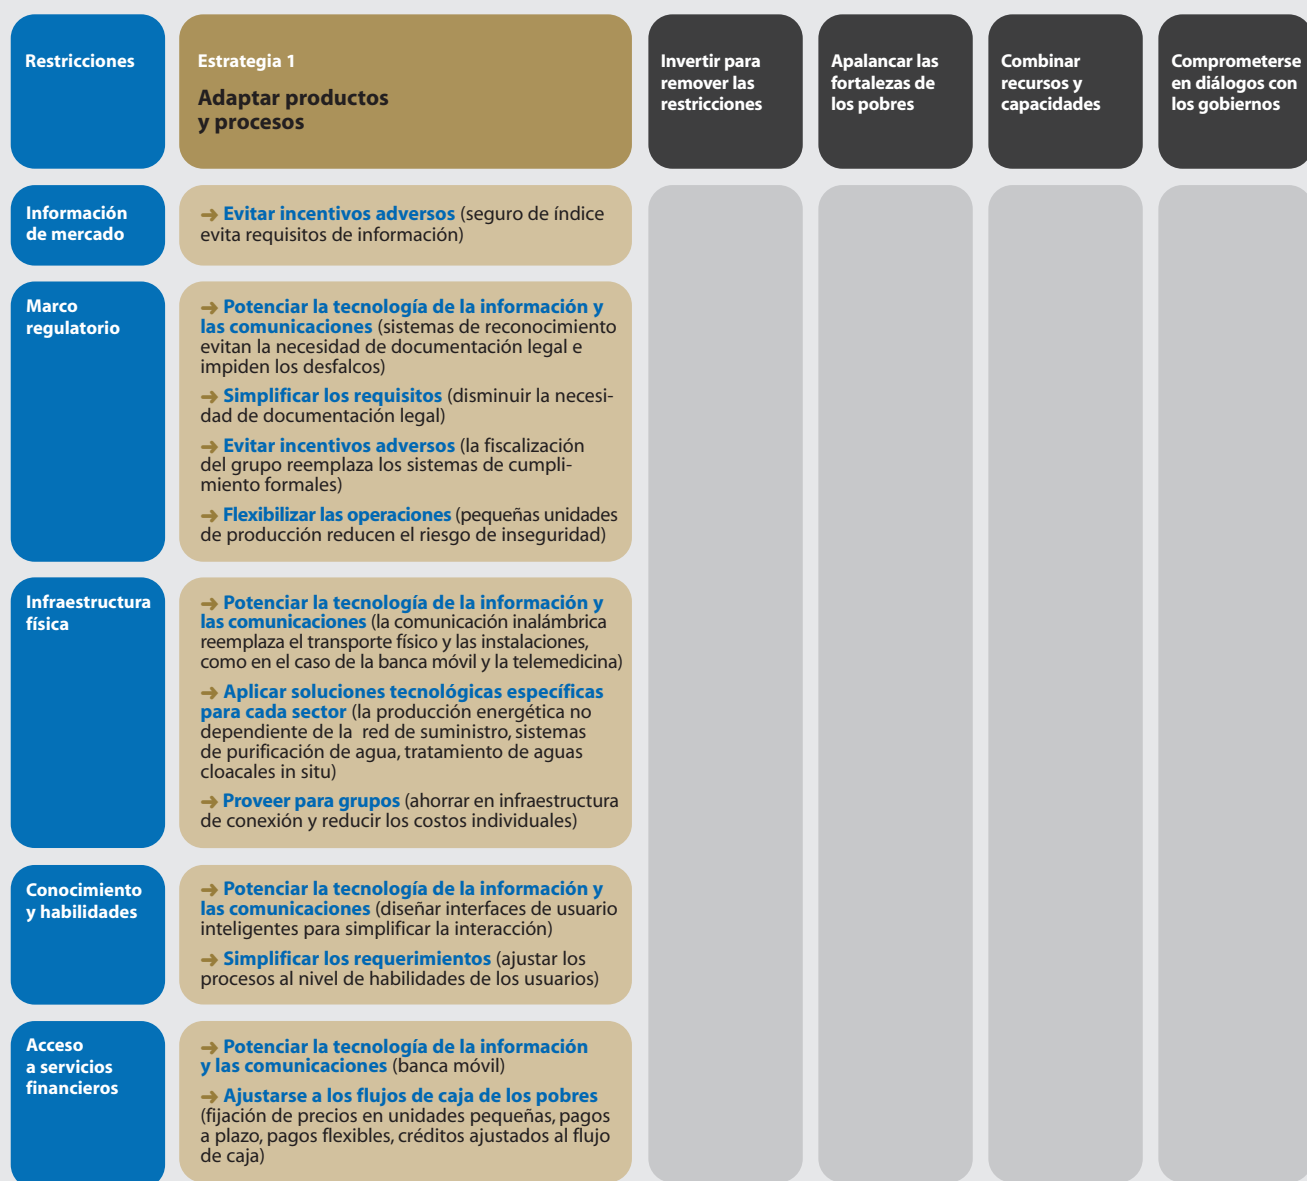 Restricciones
Estrategia 1
Adaptar productos
y procesos
Invertir para
remover las
restricciones
Apalancar las
fortalezas de
los pobres
Combinar
recursos y
capacidades
Comprometerse
en diálogos con
los gobiernos
Información
de mercado
➜ Evitar incentivos adversos (seguro de índice
evita requisitos de información)
Marco
regulatorio
➜ Potenciar la tecnología de la información y
las comunicaciones (sistemas de reconocimiento
evitan la necesidad de documentación legal e
impiden los desfalcos)
➜ Simplificar los requisitos (disminuir la necesi-
dad de documentación legal)
➜ Evitar incentivos adversos (la fiscalización
del grupo reemplaza los sistemas de cumpli-
miento formales)
➜ Flexibilizar las operaciones (pequeñas unidades
de producción reducen el riesgo de inseguridad)
Infraestructura
física
➜ Potenciar la tecnología de la información y
las comunicaciones (la comunicación inalámbrica
reemplaza el transporte físico y las instalaciones,
como en el caso de la banca móvil y la telemedicina)
➜ Aplicar soluciones tecnológicas específicas
para cada sector (la producción energética no
dependiente de la red de suministro, sistemas
de purificación de agua, tratamiento de aguas
cloacales in situ)
➜ Proveer para grupos (ahorrar en infraestructura
de conexión y reducir los costos individuales)
Conocimiento
y habilidades
➜ Potenciar la tecnología de la información y
las comunicaciones (diseñar interfaces de usuario
inteligentes para simplificar la interacción)
➜ Simplificar los requerimientos (ajustar los
procesos al nivel de habilidades de los usuarios)
Acceso
a servicios
financieros
➜ Potenciar la tecnología de la información
y las comunicaciones (banca móvil)
➜ Ajustarse a los flujos de caja de los pobres
(fijación de precios en unidades pequeñas, pagos
a plazo, pagos flexibles, créditos ajustados al flujo
de caja)